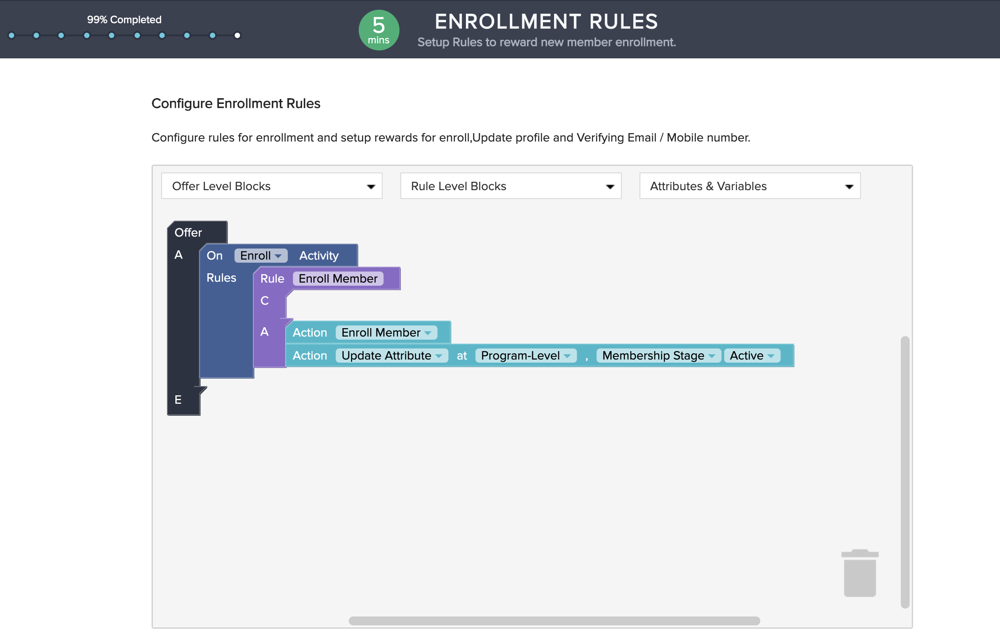 99% Completed
5
mins
ENROLLMENT RULES
Setup Rules to reward new member enrollment.
Configure Enrollment Rules
Configure rules for enrollment and setup rewards for enroll,Update profile and Verifying Email / Mobile number.
Offer Level Blocks
Rule Level Blocks
Attributes & Variables
Offer
A
On Enroll Activity
Rules
Rule Enroll Member
C
A
Action Enroll Member
Action Update Attribute at Program-Level , Membership Stage Active
E